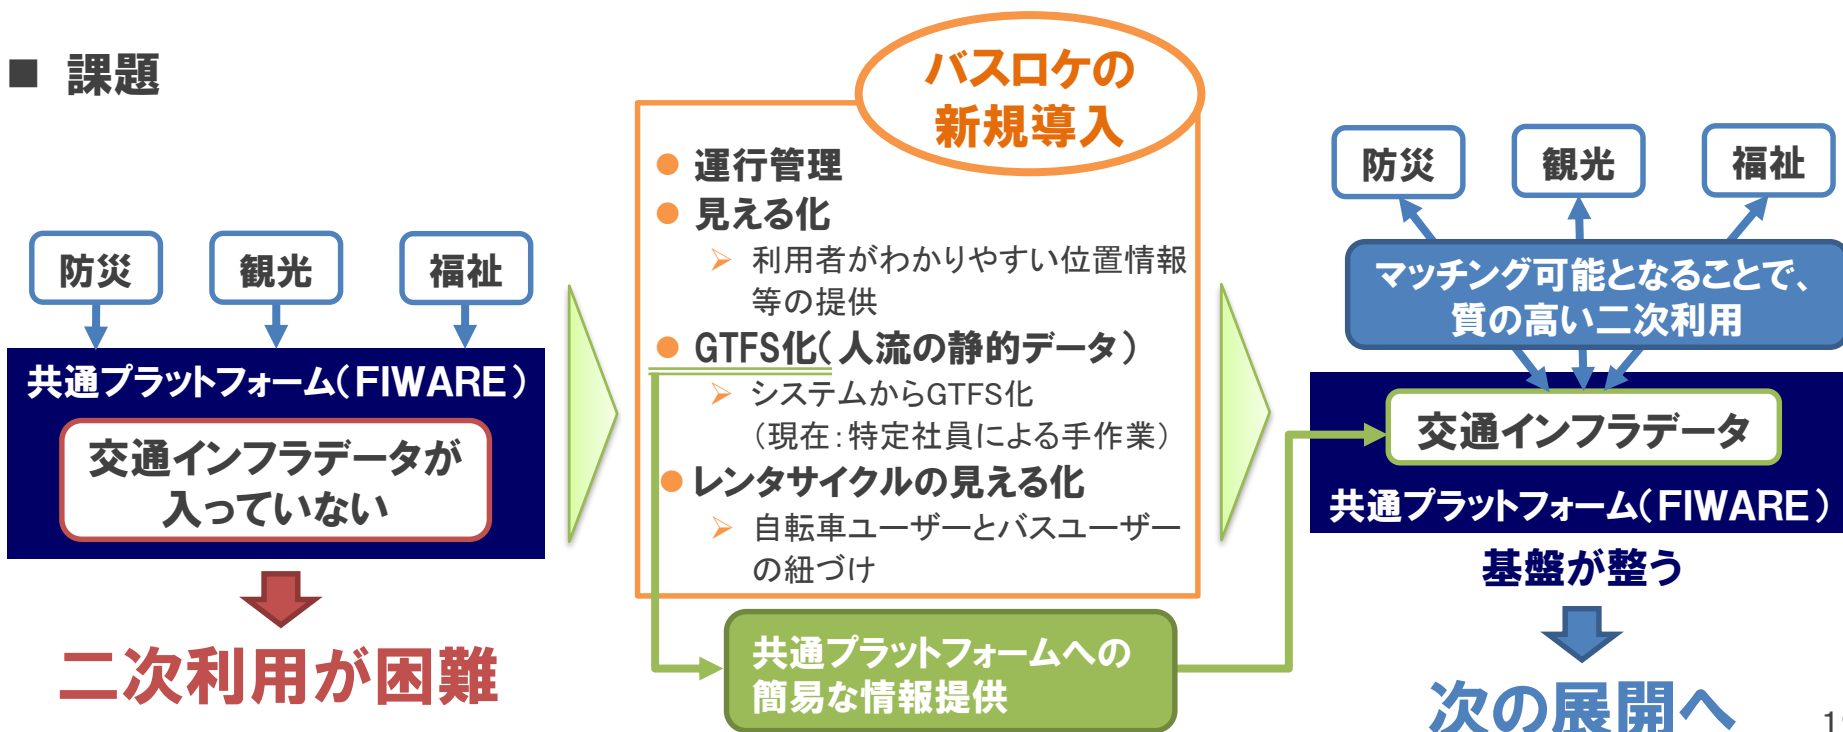 ■ 課題
防災
観光
福祉
共通プラットフォーム(FIWARE)
交通インフラデータが
入っていない
二次利用が困難
バスロケの
新規導入
● 運行管理
● 見える化
➢ 利用者がわかりやすい位置情報
等の提供
● GTFS化(人流の静的データ)
➢ システムからGTFS化
(現在:特定社員による手作業)
● レンタサイクルの見える化
➢ 自転車ユーザーとバスユーザー
の紐づけ
共通プラットフォームへの
簡易な情報提供
防災
観光
福祉
マッチング可能となることで、
質の高い二次利用
交通インフラデータ
共通プラットフォーム(FIWARE)
基盤が整う
次の展開へ